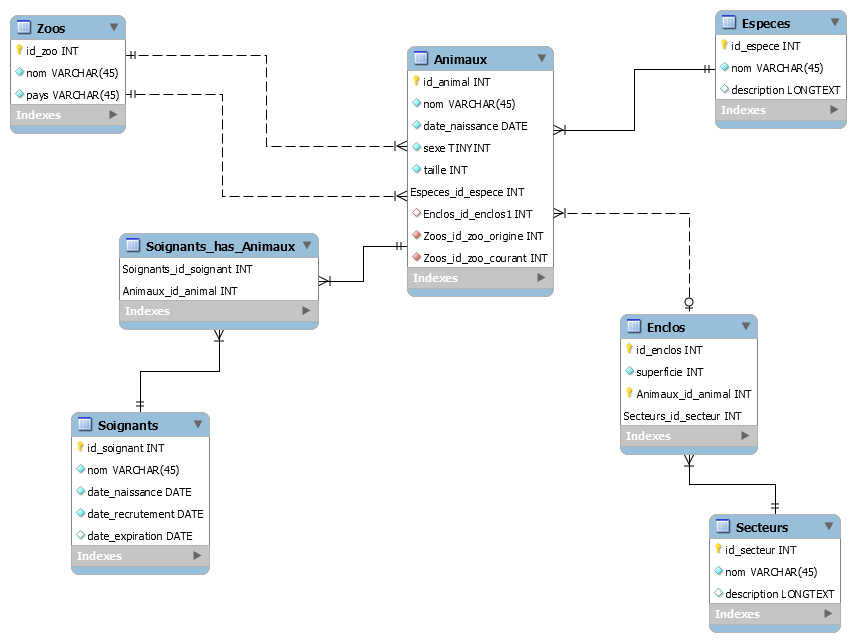 Zoos
id_zoo INT
nom VARCHAR(45)
pays VARCHAR(45)
Indexes
Animaux
id_animal INT
nom VARCHAR(45)
date_naissance DATE
sexe TINYINT
taille INT
Especes_id_espece INT
Enclos_id_enclos1 INT
Zoos_id_zoo_origine INT
Zoos_id_zoo_courant INT
Indexes
Especes
id_espece INT
nom VARCHAR(45)
description LONGTEXT
Indexes
Soignants_has_Animaux
Soignants_id_soignant INT
Animaux_id_animal INT
Indexes
Enclos
id_enclos INT
superficie INT
Animaux_id_animal INT
Secteurs_id_secteur INT
Indexes
Soignants
id_soignant INT
nom VARCHAR(45)
date_naissance DATE
date_recrutement DATE
date_expiration DATE
Indexes
Secteurs
id_secteur INT
nom VARCHAR(45)
description LONGTEXT
Indexes